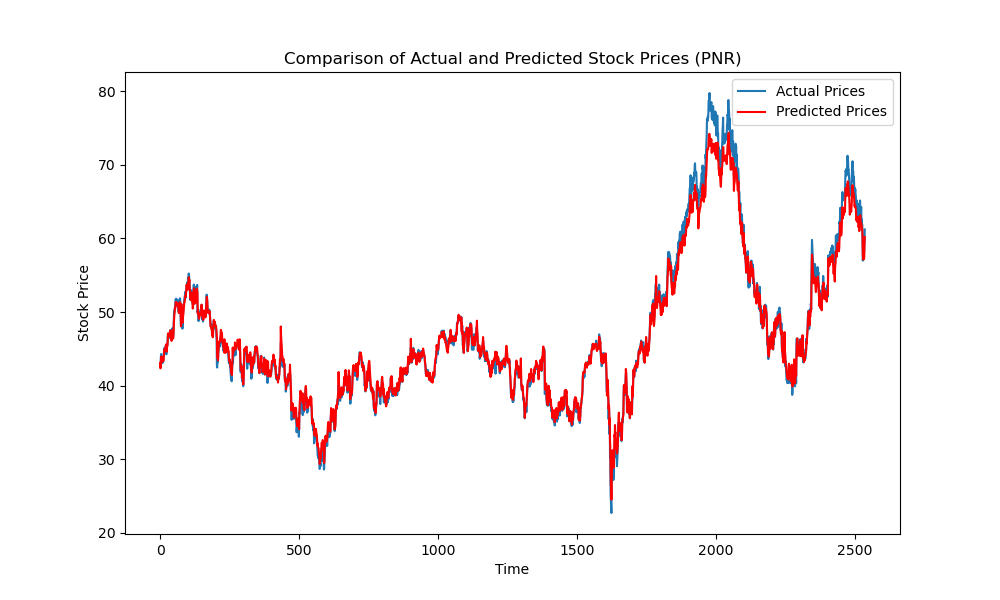 Comparison of Actual and Predicted Stock Prices (PNR)
Actual Prices
Predicted Prices
Stock Price
80
70
60
50
40
30
20
0 500 1000 1500 2000 2500
Time